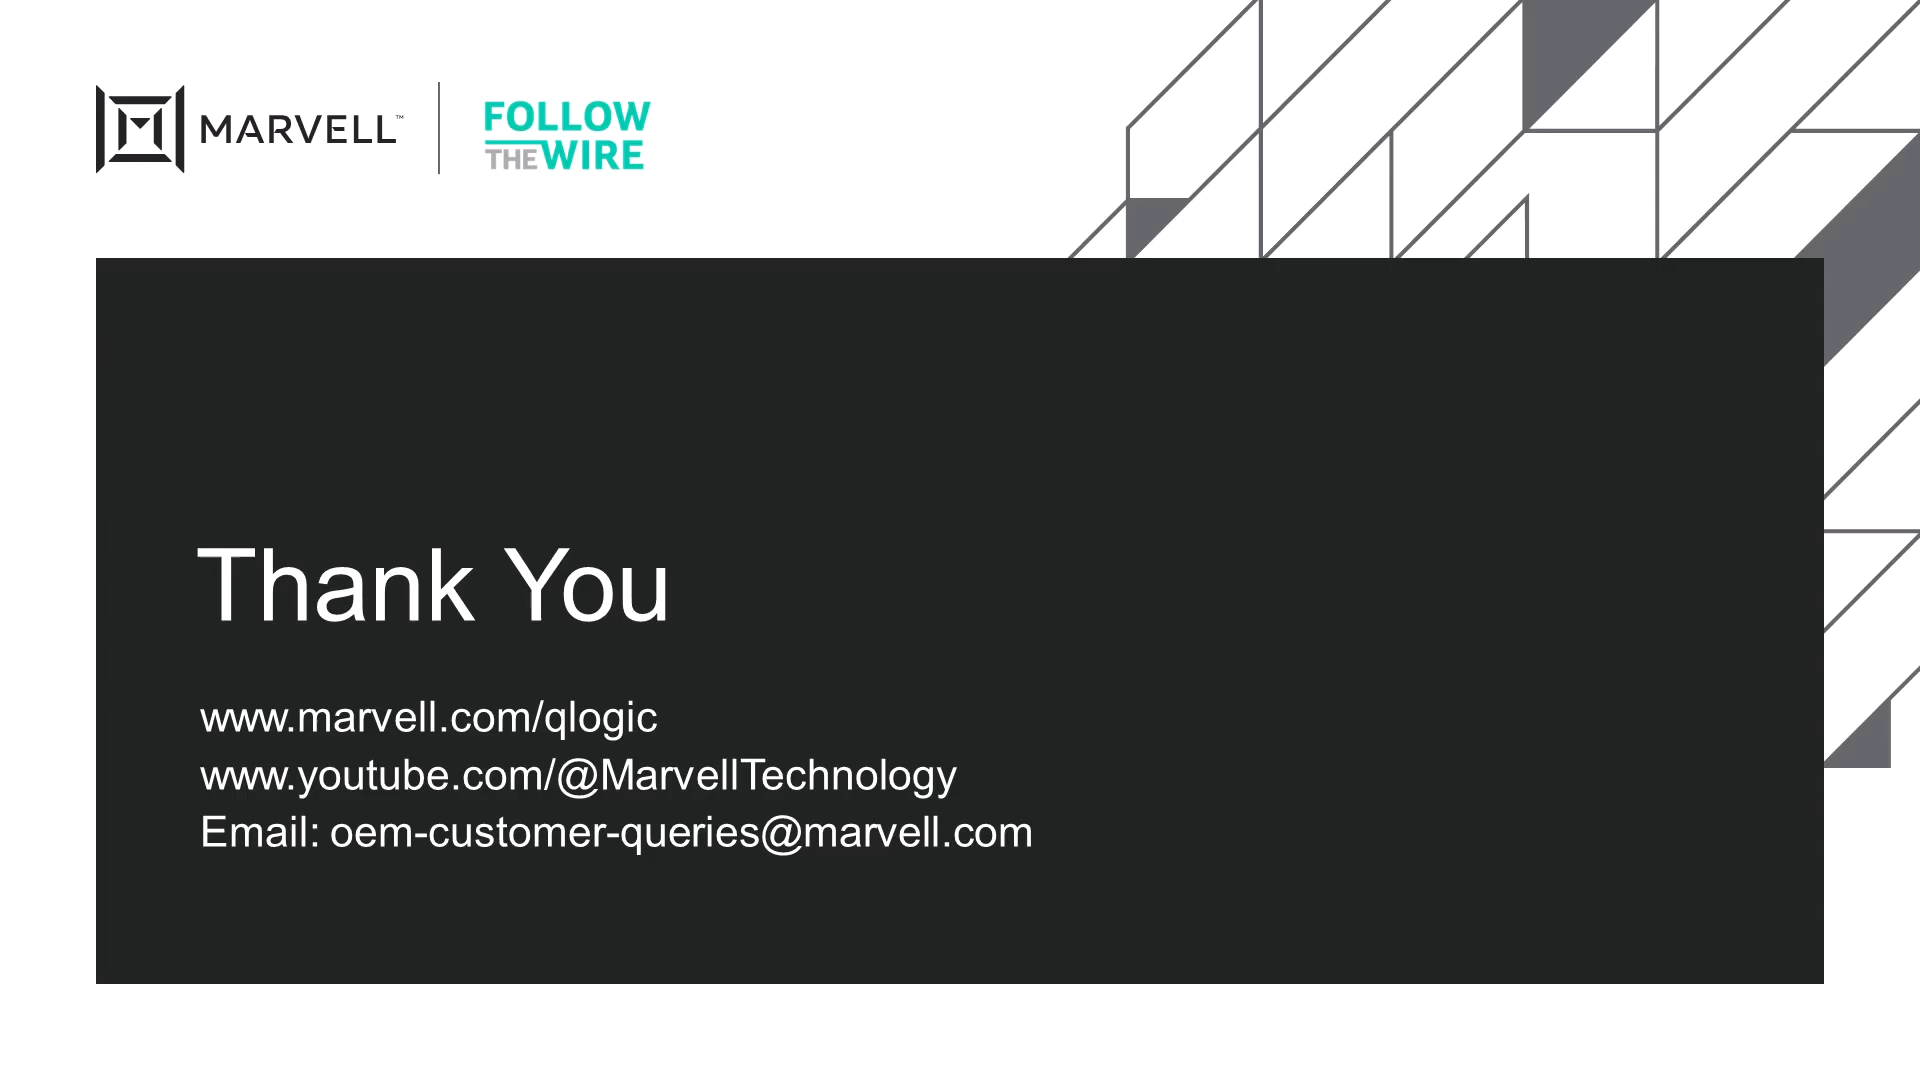 MARVELL™
FOLLOW
THE WIRE
Thank You
www.marvell.com/qlogic
www.youtube.com/@MarvellTechnology
Email: oem-customer-queries@marvell.com